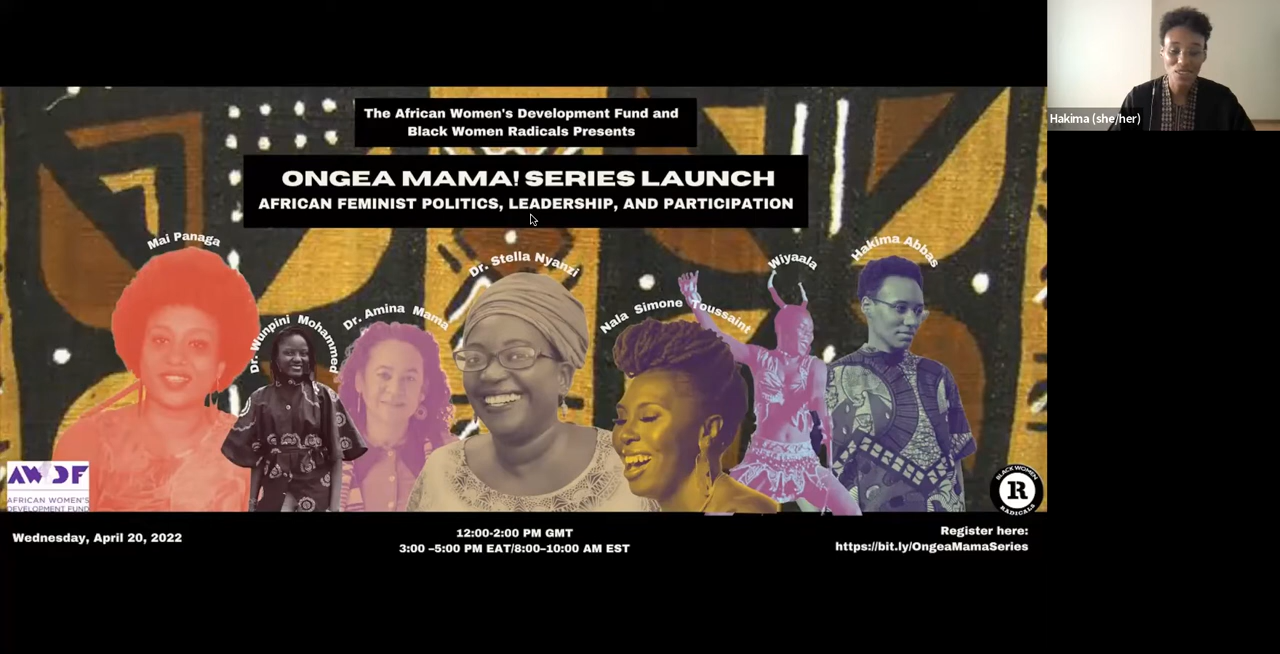 The African Women's Development Fund and
Black Women Radicals Presents
ONGEA MAMA! SERIES LAUNCH
AFRICAN FEMINIST POLITICS, LEADERSHIP, AND PARTICIPATION
Mai Panaga
Dr. Wunpini Mohammed
Dr. Amina Mama
Dr. Stella Nyanzi
Nala Simone Toussaint
Wiyaala
Hakima Abbas
Hakima (she/her)
AWDF
AFRICAN WOMEN'S
DEVELOPMENT FUND
BLACK WOMEN
R
RADICALS
Wednesday, April 20, 2022
12:00-2:00 PM GMT
3:00 –5:00 PM EAT/8:00–10:00 AM EST
Register here:
https://bit.ly/OngeaMamaSeries